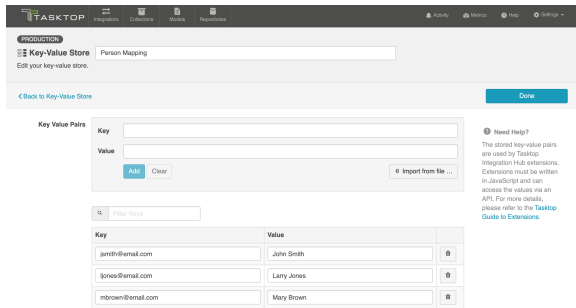 TASKTOP
Integrations
Collections
Models
Repositories
Activity
Metrics
Help
Settings
PRODUCTION
Key-Value Store
Person Mapping
Edit your key-value store.
Back to Key-Value Store
Done
Key Value Pairs
Key
Value
Add
Clear
Import from file ...
Need Help?
The stored key-value pairs
are used by Tasktop
Integration Hub extensions.
Extensions must be written
in JavaScript and can
access the values via an
API. For more details,
please refer to the Tasktop
Guide to Extensions.
Filter Keys
Key Value
jsmith@email.com John Smith
ljones@email.com Larry Jones
mbrown@email.com Mary Brown